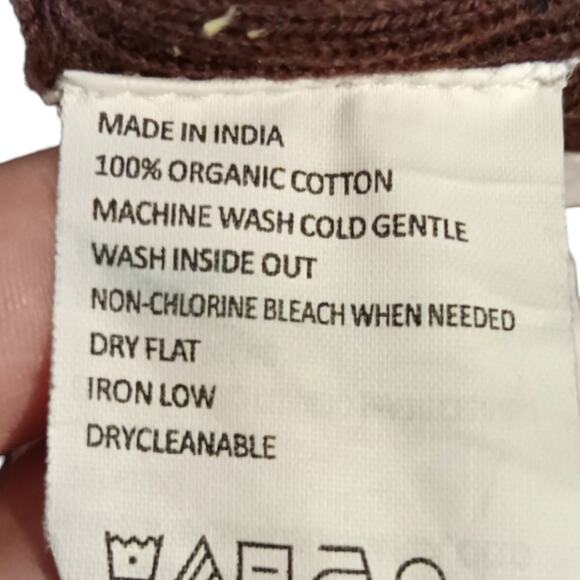 MADE IN INDIA
100% ORGANIC COTTON
MACHINE WASH COLD GENTLE
WASH INSIDE OUT
NON-CHLORINE BLEACH WHEN NEEDED
DRY FLAT
IRON LOW
DRYCLEANABLE